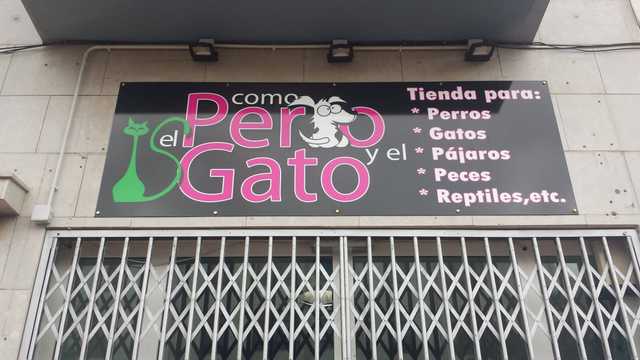 como
el Perro
y el
Gato
Tienda para:
* Perros
* Gatos
* Pájaros
* Peces
* Reptiles,etc.